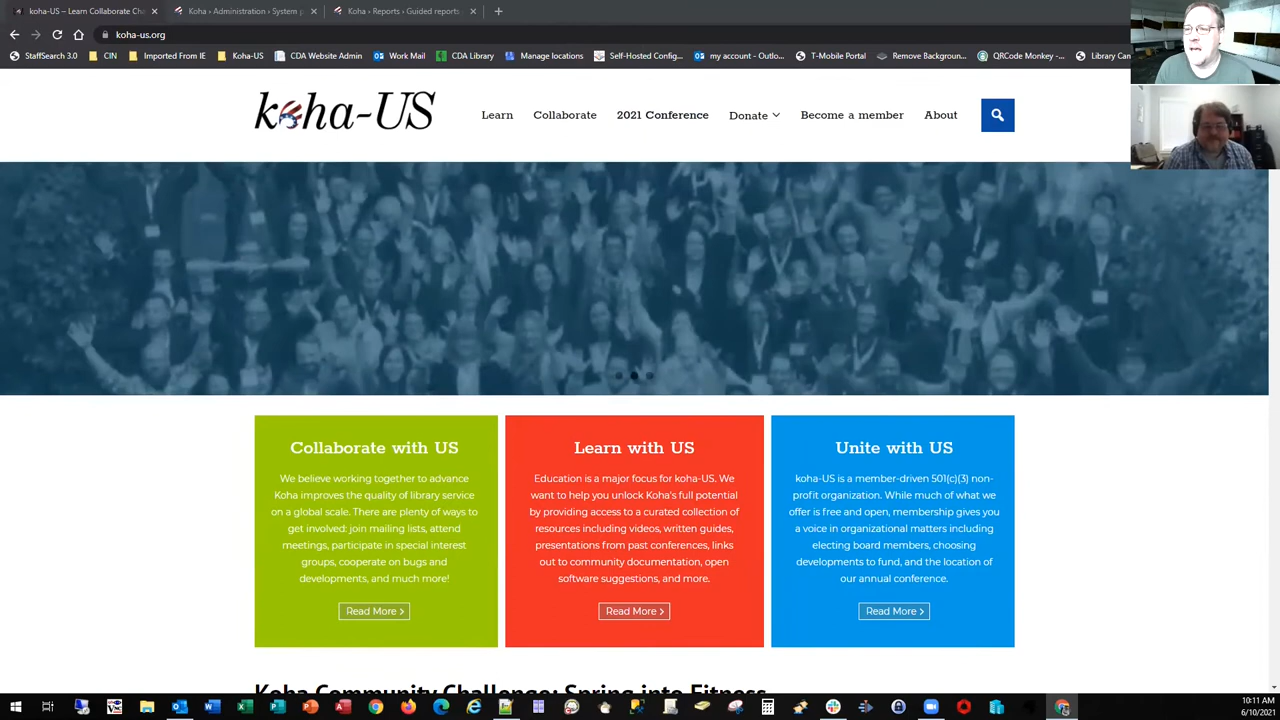 koha-US -- Learn Collaborate Cha
Koha › Administration › System p
Koha › Reports › Guided reports
koha-us.org
StaffSearch 3.0
Imported From IE
Koha-US
CDA Website Admin
Work Mail
CDA Library
Manage locations
Self-Hosted Config...
my account - Outlo...
T-Mobile Portal
Remove Backgroun...
QRCode Monkey -...
Library Can
koha-US
Learn
Collaborate
2021 Conference
Donate
Become a member
About
Collaborate with US
We believe working together to advance
Koha improves the quality of library service
on a global scale. There are plenty of ways to
get involved: join mailing lists, attend
meetings, participate in special interest
groups, cooperate on bugs and
developments, and much more!
Read More >
Learn with US
Education is a major focus for koha-US. We
want to help you unlock Koha's full potential
by providing access to a curated collection of
resources including videos, written guides,
presentations from past conferences, links
out to community documentation, open
software suggestions, and more.
Read More >
Unite with US
koha-US is a member-driven 501(c)(3) non-
profit organization. While much of what we
offer is free and open, membership gives you
a voice in organizational matters including
electing board members, choosing
developments to fund, and the location of
our annual conference.
Read More >
Koha Community Challenge: Spring into Fitness
10:11 AM
6/10/2021